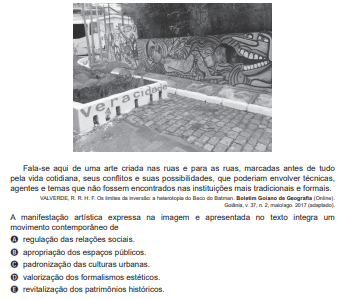 veracidade
Fala-se aqui de uma arte criada nas ruas e para as ruas, marcadas antes de tudo
pela vida cotidiana, seus conflitos e suas possibilidades, que poderiam envolver técnicas,
agentes e temas que não fossem encontrados nas instituições mais tradicionais e formais.
VALVERDE, R. R. H. F. Os limites da inversão: a heterotopia do Beco do Batman. Boletim Goiano de Geografia (Online).
Goiânia, v. 37, n. 2, maio/ago. 2017 (adaptado).
A manifestação artística expressa na imagem e apresentada no texto integra um
movimento contemporâneo de
A regulação das relações sociais.
B apropriação dos espaços públicos.
C padronização das culturas urbanas.
D valorização dos formalismos estéticos.
E revitalização dos patrimônios históricos.